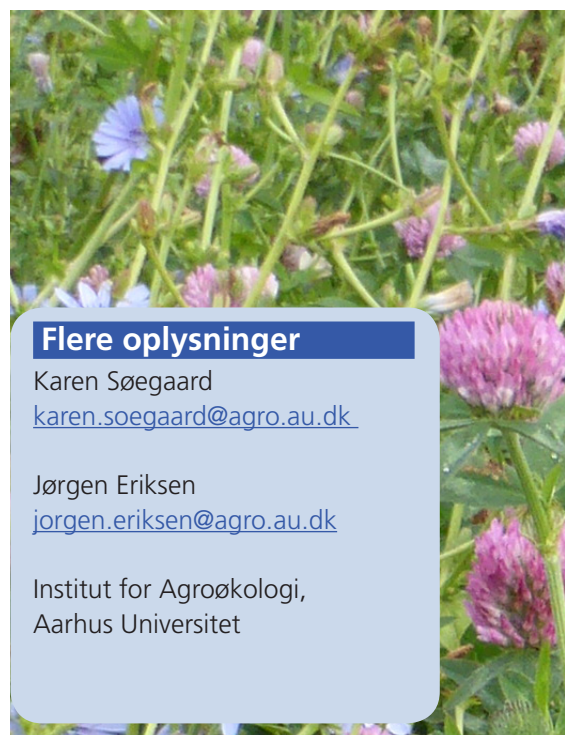 Flere oplysninger
Karen Søegaard
karen.soegaard@agro.au.dk
Jørgen Eriksen
jorgen.eriksen@agro.au.dk
Institut for Agroøkologi,
Aarhus Universitet